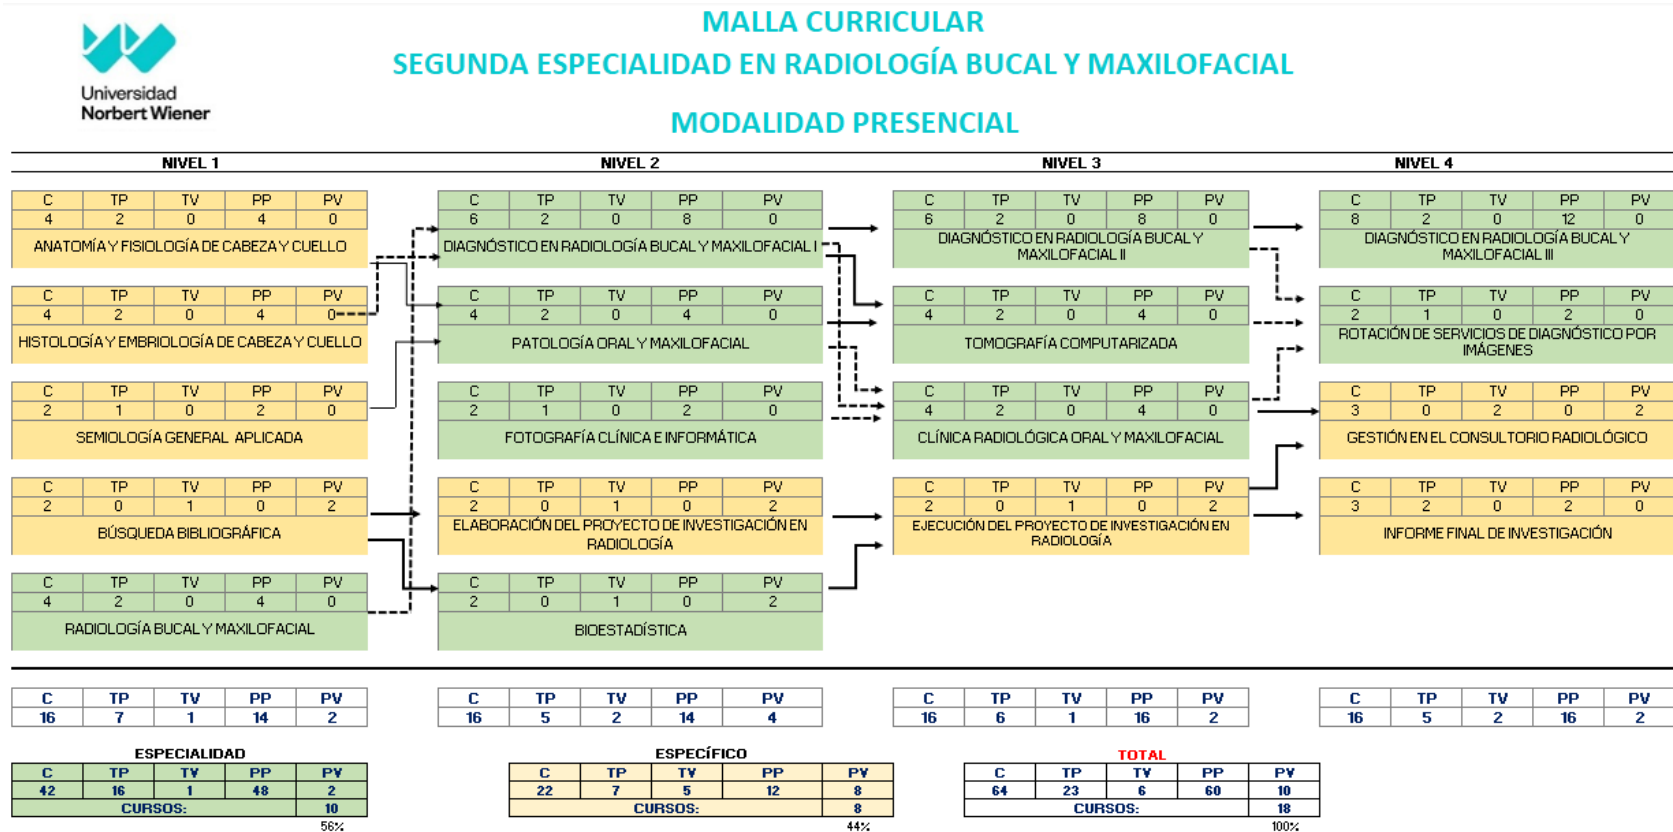 MALLA CURRICULAR
SEGUNDA ESPECIALIDAD EN RADIOLOGÍA BUCAL Y MAXILOFACIAL
MODALIDAD PRESENCIAL
Universidad
Norbert Wiener
NIVEL 1
C TP TV PP PV
4 2 0 4 0
ANATOMÍA Y FISIOLOGÍA DE CABEZA Y CUELLO
C TP TV PP PV
4 2 0 4 0
HISTOLOGÍA Y EMBRIOLOGÍA DE CABEZA Y CUELLO
C TP TV PP PV
2 1 0 2 0
SEMIOLOGÍA GENERAL APLICADA
C TP TV PP PV
2 0 1 0 2
BÚSQUEDA BIBLIOGRÁFICA
C TP TV PP PV
4 2 0 4 0
RADIOLOGÍA BUCAL Y MAXILOFACIAL
C TP TV PP PV
16 7 1 14 2
NIVEL 2
C TP TV PP PV
6 2 0 8 0
DIAGNÓSTICO EN RADIOLOGÍA BUCAL Y MAXILOFACIAL I
C TP TV PP PV
4 2 0 4 0
PATOLOGÍA ORAL Y MAXILOFACIAL
C TP TV PP PV
2 1 0 2 0
FOTOGRAFÍA CLÍNICA E INFORMÁTICA
C TP TV PP PV
2 0 1 0 2
ELABORACIÓN DEL PROYECTO DE INVESTIGACIÓN EN
RADIOLOGÍA
C TP TV PP PV
2 0 1 0 2
BIOESTADÍSTICA
C TP TV PP PV
16 5 2 14 4
NIVEL 3
C TP TV PP PV
6 2 0 8 0
DIAGNÓSTICO EN RADIOLOGÍA BUCAL Y
MAXILOFACIAL II
C TP TV PP PV
4 2 0 4 0
TOMOGRAFÍA COMPUTARIZADA
C TP TV PP PV
4 2 0 4 0
CLÍNICA RADIOLÓGICA ORAL Y MAXILOFACIAL
C TP TV PP PV
2 0 1 0 2
EJECUCIÓN DEL PROYECTO DE INVESTIGACIÓN EN
RADIOLOGÍA
C TP TV PP PV
16 6 1 16 2
NIVEL 4
C TP TV PP PV
8 2 0 12 0
DIAGNÓSTICO EN RADIOLOGÍA BUCAL Y
MAXILOFACIAL III
C TP TV PP PV
2 1 0 2 0
ROTACIÓN DE SERVICIOS DE DIAGNÓSTICO POR
IMÁGENES
C TP TV PP PV
3 0 2 0 2
GESTIÓN EN EL CONSULTORIO RADIOLÓGICO
C TP TV PP PV
3 2 0 2 0
INFORME FINAL DE INVESTIGACIÓN
C TP TV PP PV
16 5 2 16 2
ESPECIALIDAD
C TP TV PP PV
42 16 1 48 2
CURSOS: 10
56%
ESPECÍFICO
C TP TV PP PV
22 7 5 12 8
CURSOS: 8
44%
TOTAL
C TP TV PP PV
64 23 6 60 10
CURSOS: 18
100%